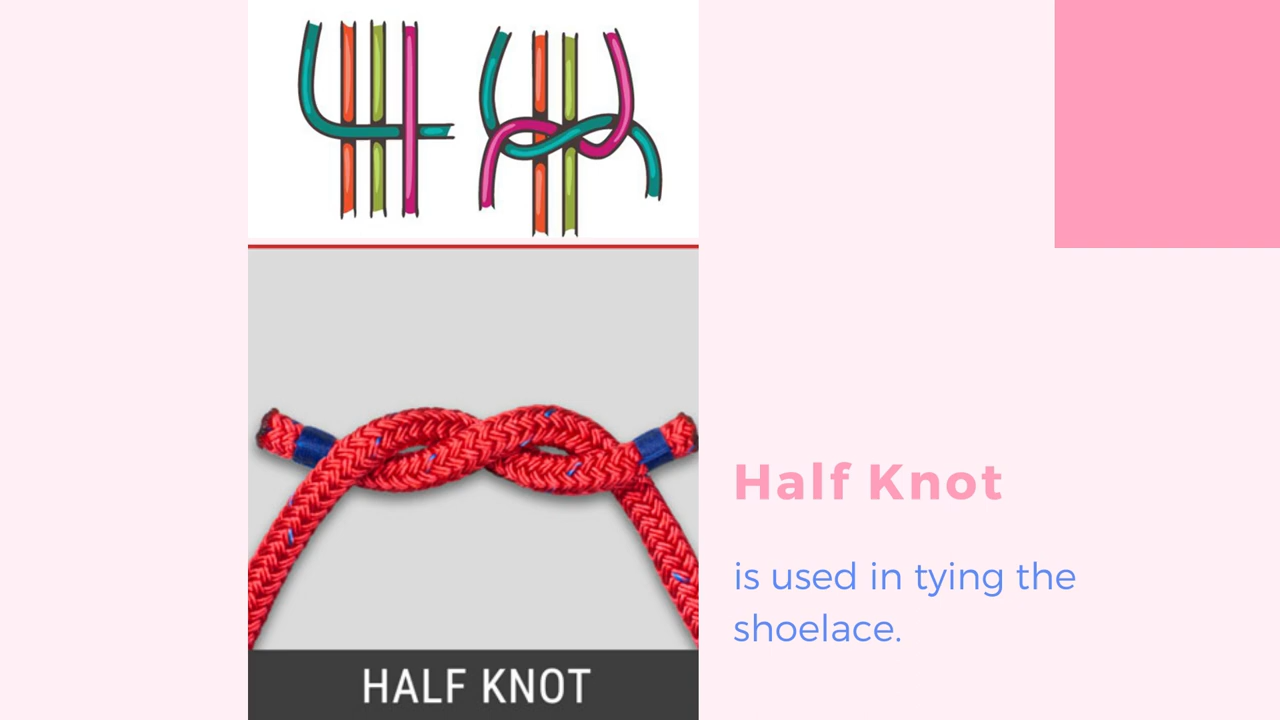 HALF KNOT
Half Knot
is used in tying the
shoelace.